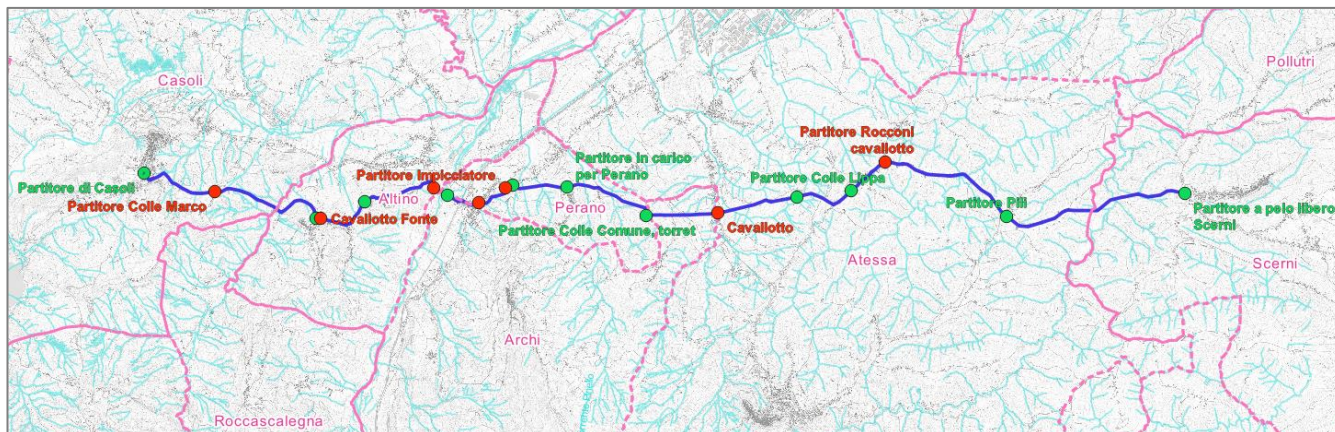 Pollutri
Casoli
Partitore Rocconi
cavallotto
Partitore in carico
per Perano
Partitore Impicciatore
Partitore Colle Lippa
Partitore di Casoli
Partitore Colle Marco
Altino
Perano
Partitore Pili
Partitore a pelo libero
Scerni
Cavallotto Fonte
Partitore Colle Comune, torret
Cavallotto
Atessa
Scerni
Archi
Roccascalegna